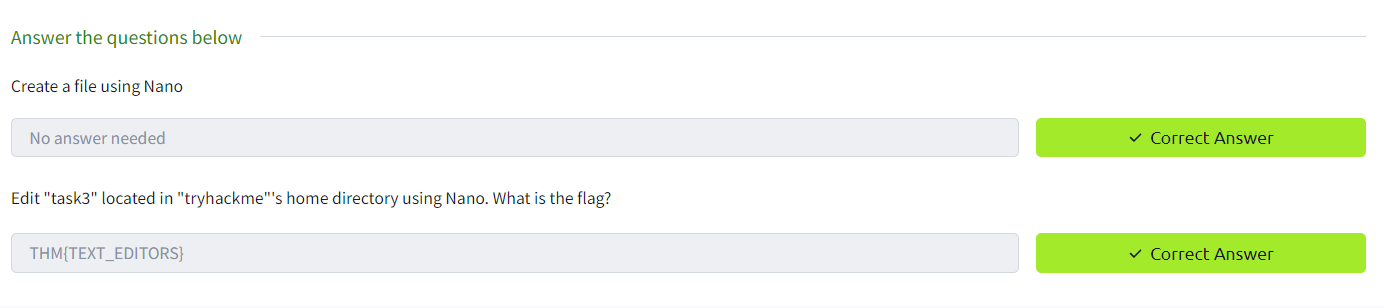 Answer the questions below
Create a file using Nano
No answer needed
✓ Correct Answer
Edit "task3" located in "tryhackme"'s home directory using Nano. What is the flag?
THM{TEXT_EDITORS}
✓ Correct Answer